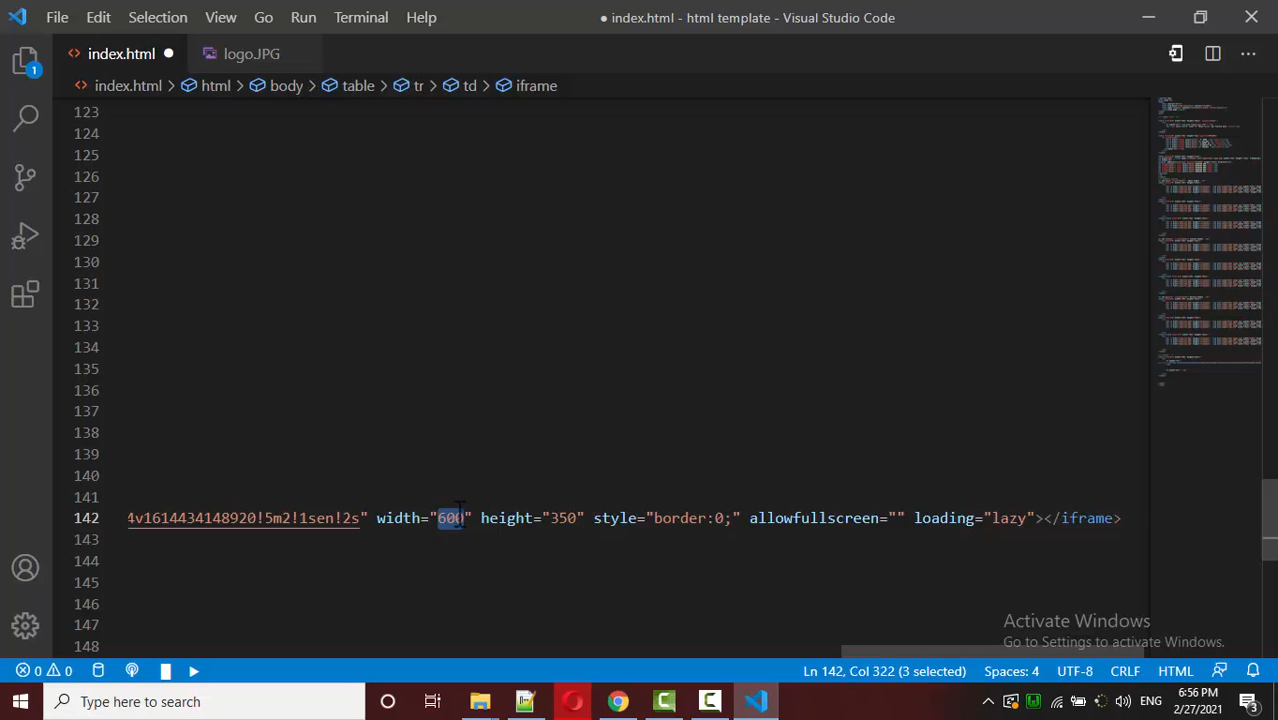 File Edit Selection View Go Run Terminal Help
● index.html - html template - Visual Studio Code
index.html
logo.JPG
index.html > html > body > table > tr > td > iframe
1
123
124
125
126
127
128
129
130
131
132
133
134
135
136
137
138
139
140
141
142 4v1614434148920!5m2!1sen!2s" width="600" height="350" style="border:0;" allowfullscreen="" loading="lazy"></iframe>
143
144
145
146
147
148
Activate Windows
Go to Settings to activate Windows.
0 0
Ln 142, Col 322 (3 selected) Spaces: 4 UTF-8 CRLF HTML
Type here to search
ENG
6:56 PM
2/27/2021
3